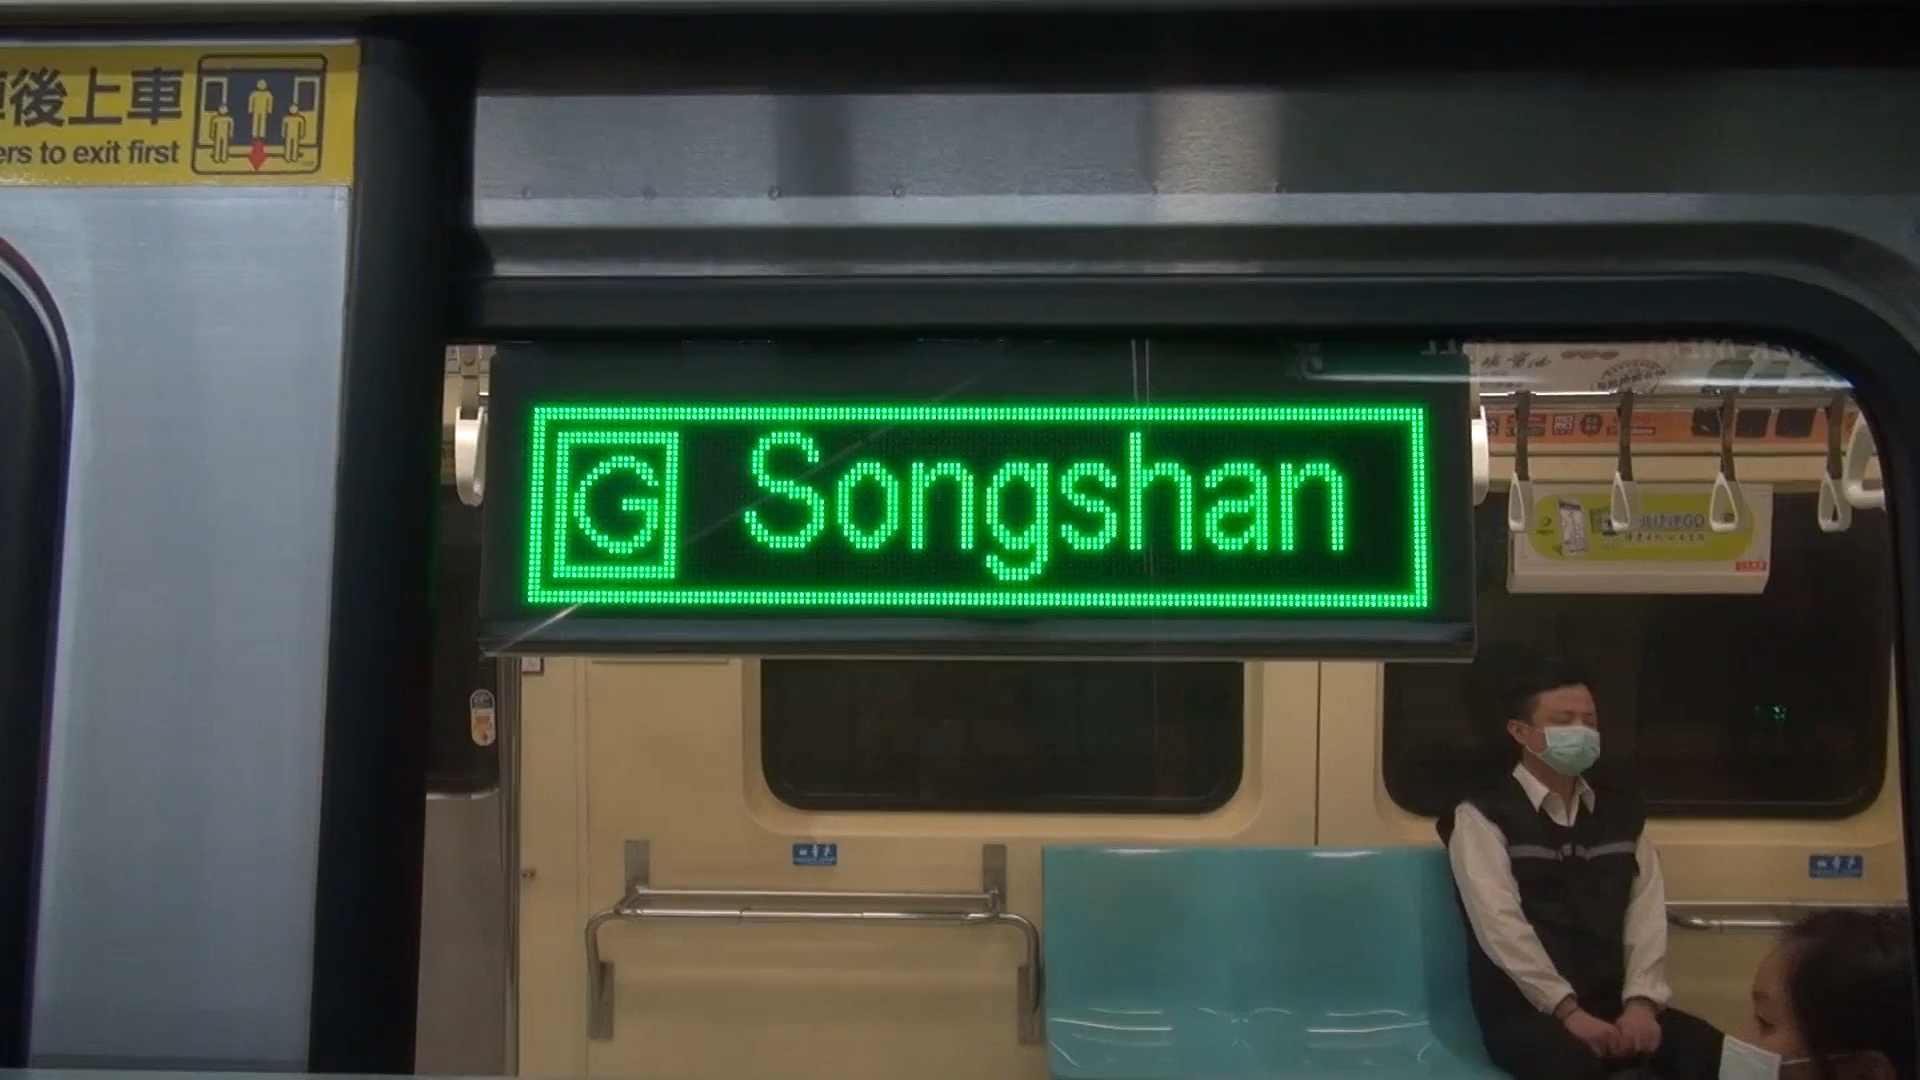 後上車
ers to exit first
G Songshan